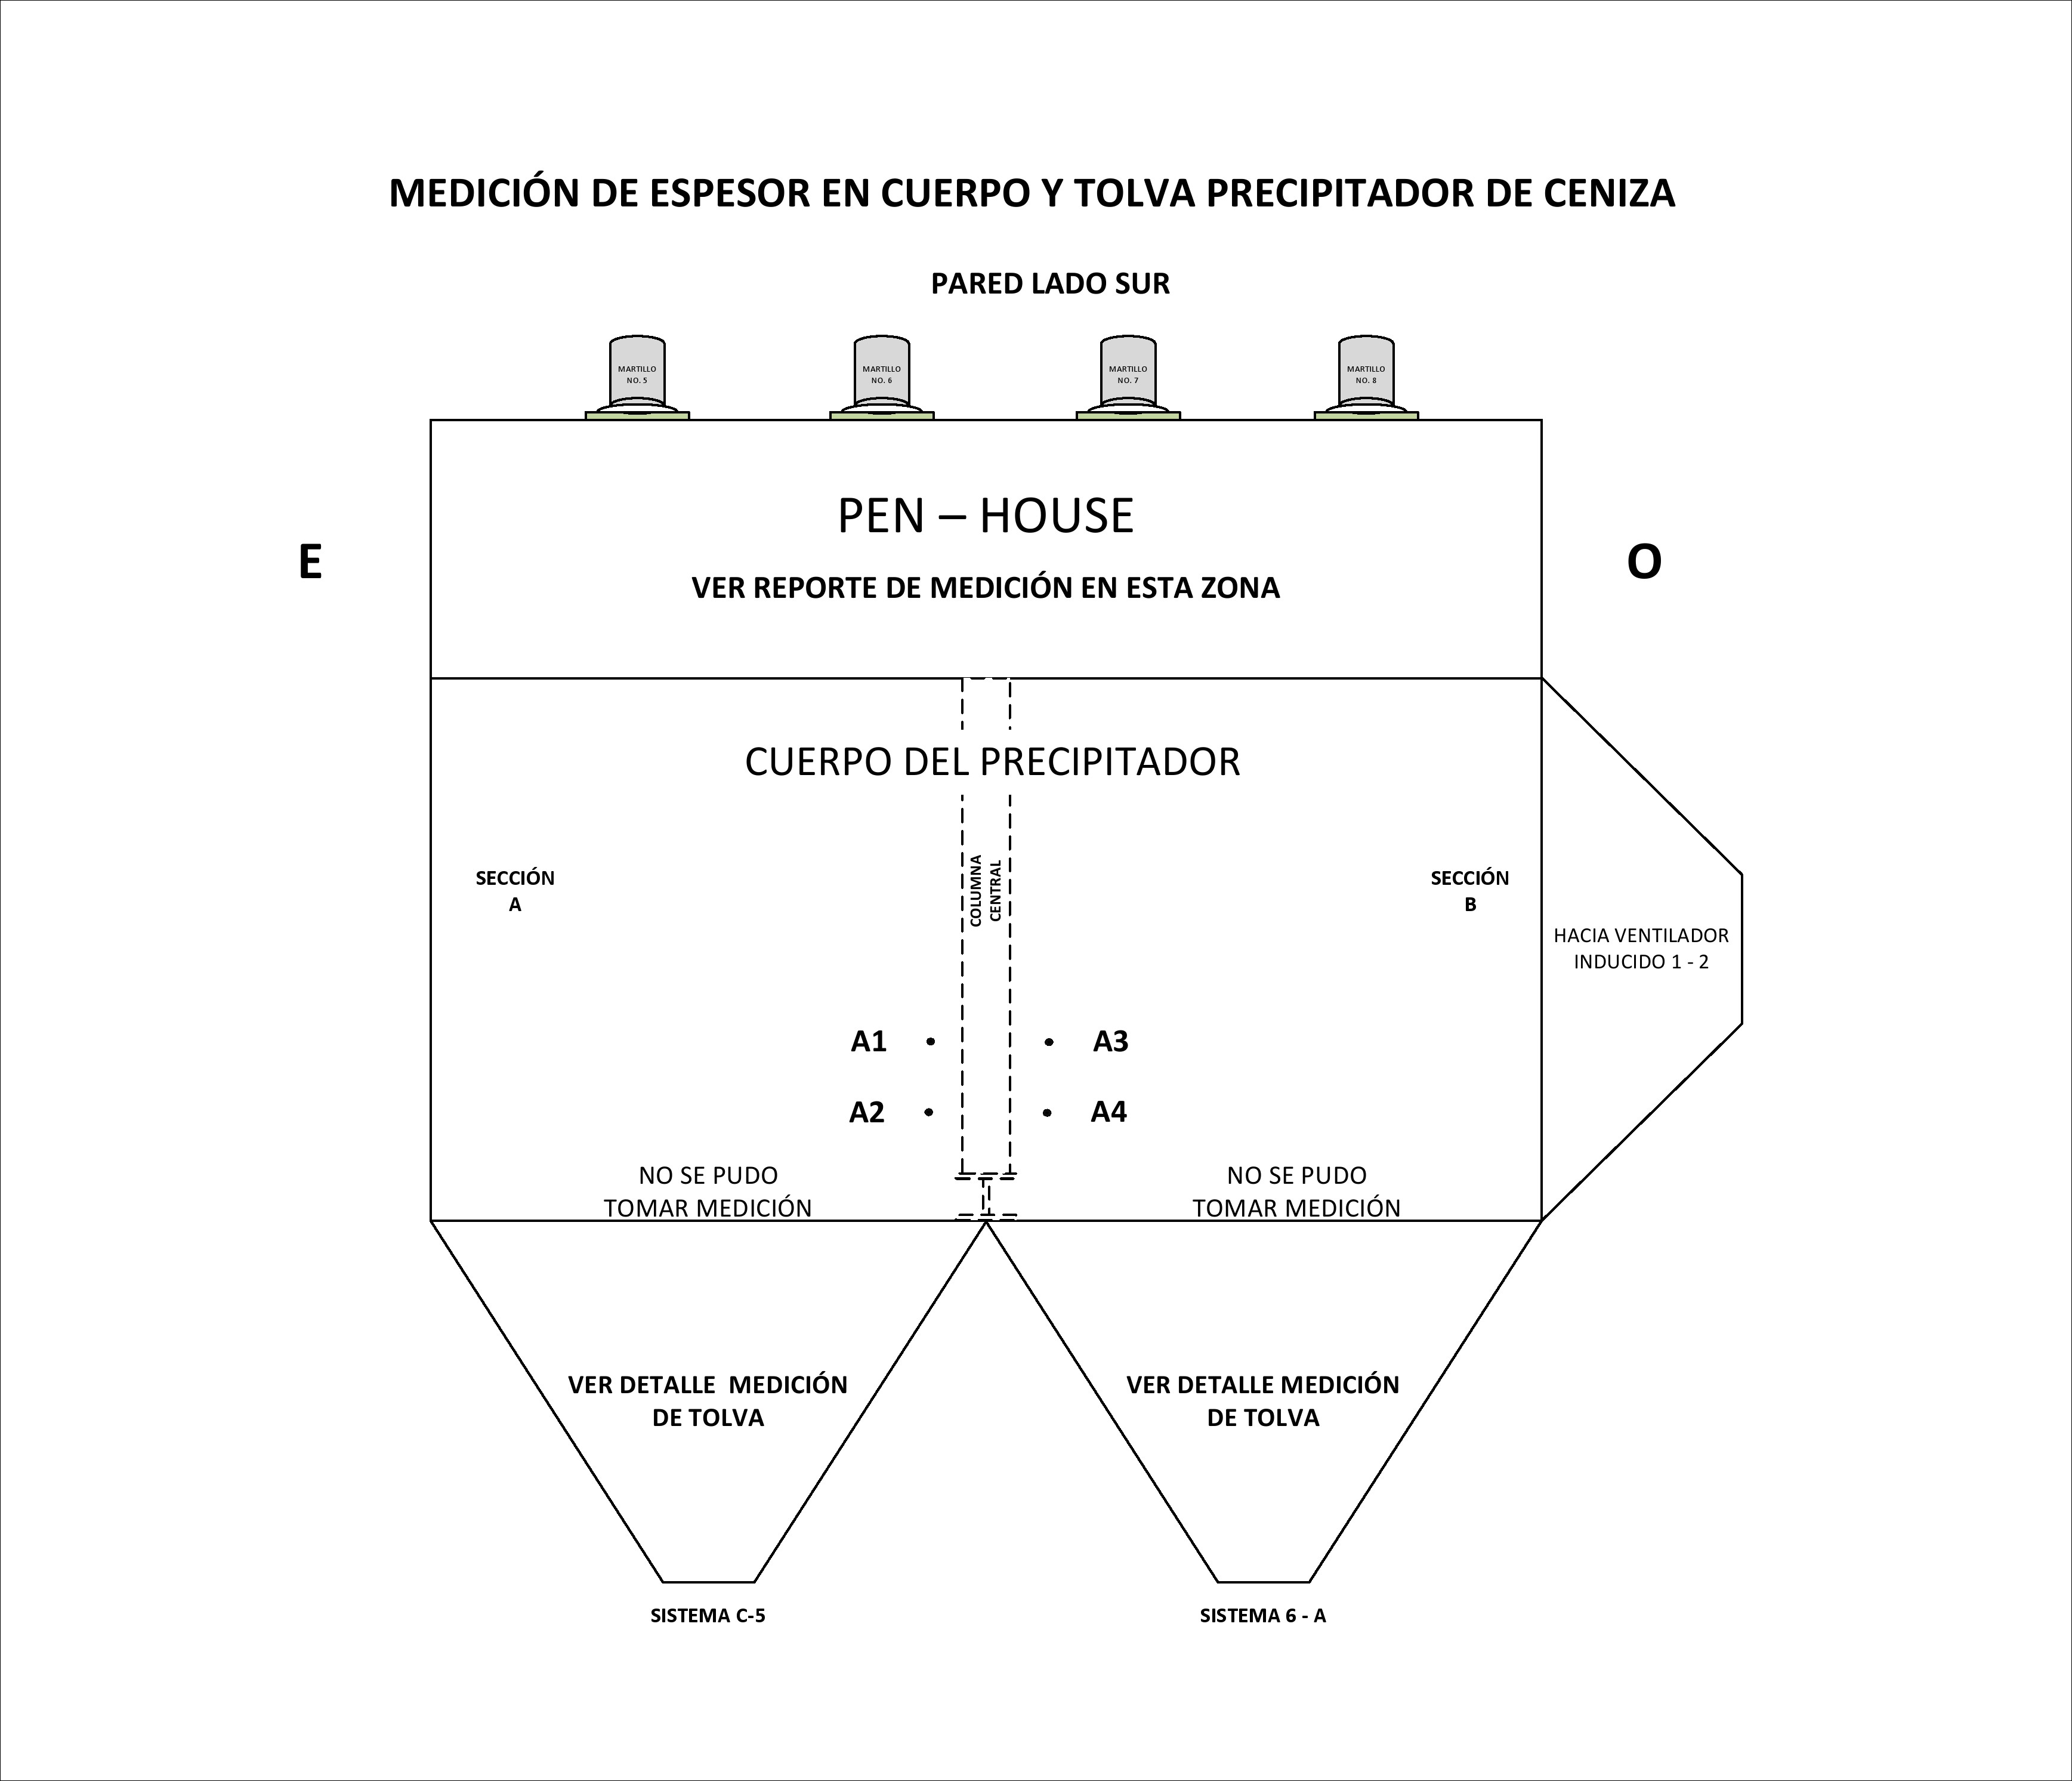 MEDICIÓN DE ESPESOR EN CUERPO Y TOLVA PRECIPITADOR DE CENIZA
PARED LADO SUR
MARTILLO
NO. 5
MARTILLO
NO. 6
MARTILLO
NO. 7
MARTILLO
NO. 8
PEN – HOUSE
E
O
VER REPORTE DE MEDICIÓN EN ESTA ZONA
CUERPO DEL PRECIPITADOR
SECCIÓN
A
COLUMNA
CENTRAL
SECCIÓN
B
HACIA VENTILADOR
INDUCIDO 1 - 2
A1
A3
A2
A4
NO SE PUDO
TOMAR MEDICIÓN
NO SE PUDO
TOMAR MEDICIÓN
VER DETALLE  MEDICIÓN
DE TOLVA
VER DETALLE MEDICIÓN
DE TOLVA
SISTEMA C-5
SISTEMA 6 - A